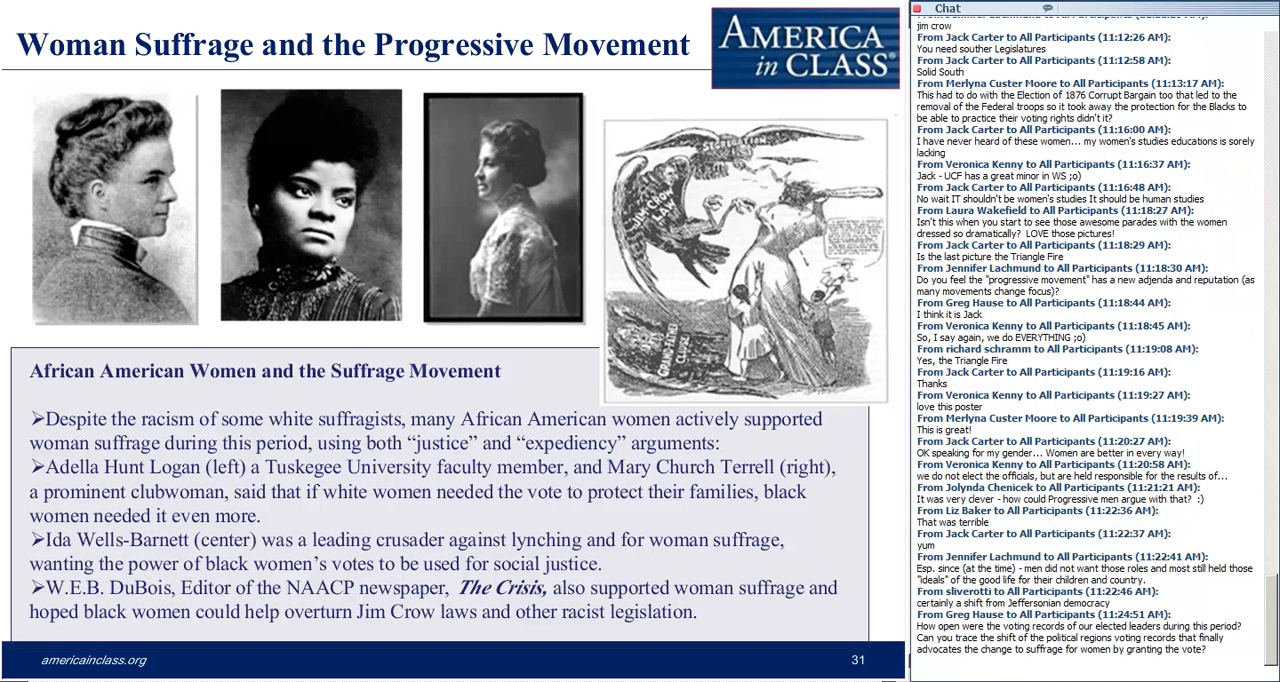 Woman Suffrage and the Progressive Movement
AMERICA
in CLASS®
SEGREGATION
JIM CROW
LAW
GRAND-FATHER
CLAUSE
African American Women and the Suffrage Movement
➢Despite the racism of some white suffragists, many African American women actively supported
woman suffrage during this period, using both “justice” and “expediency” arguments:
➢Adella Hunt Logan (left) a Tuskegee University faculty member, and Mary Church Terrell (right),
a prominent clubwoman, said that if white women needed the vote to protect their families, black
women needed it even more.
➢Ida Wells-Barnett (center) was a leading crusader against lynching and for woman suffrage,
wanting the power of black women’s votes to be used for social justice.
➢W.E.B. DuBois, Editor of the NAACP newspaper, The Crisis, also supported woman suffrage and
hoped black women could help overturn Jim Crow laws and other racist legislation.
americainclass.org
31
Chat
jim crow
From Jack Carter to All Participants (11:12:26 AM):
You need souther Legislatures
From Jack Carter to All Participants (11:12:58 AM):
Solid South
From Merlyna Custer Moore to All Participants (11:13:17 AM):
This had to do with the Election of 1876 Corrupt Bargain too that led to the
removal of the Federal troops so it took away the protection for the Blacks to
be able to practice their voting rights didn't it?
From Jack Carter to All Participants (11:16:00 AM):
I have never heard of these women... my women's studies educations is sorely
lacking
From Veronica Kenny to All Participants (11:16:37 AM):
Jack - UCF has a great minor in WS ;o)
From Jack Carter to All Participants (11:16:48 AM):
No wait IT shouldn't be women's studies It should be human studies
From Laura Wakefield to All Participants (11:18:27 AM):
Isn't this when you start to see those awesome parades with the women
dressed so dramatically? LOVE those pictures!
From Jack Carter to All Participants (11:18:29 AM):
Is the last picture the Triangle Fire
From Jennifer Lachmund to All Participants (11:18:30 AM):
Do you feel the "progressive movement" has a new adjenda and reputation (as
many movements change focus)?
From Greg Hause to All Participants (11:18:44 AM):
I think it is Jack
From Veronica Kenny to All Participants (11:18:45 AM):
So, I say again, we do EVERYTHING ;o)
From richard schramm to All Participants (11:19:08 AM):
Yes, the Triangle Fire
From Jack Carter to All Participants (11:19:16 AM):
Thanks
From Veronica Kenny to All Participants (11:19:27 AM):
love this poster
From Merlyna Custer Moore to All Participants (11:19:39 AM):
This is great!
From Jack Carter to All Participants (11:20:27 AM):
OK speaking for my gender... Women are better in every way!
From Veronica Kenny to All Participants (11:20:58 AM):
we do not elect the officials, but are held responsible for the results of...
From Jolynda Chenicek to All Participants (11:21:21 AM):
It was very clever - how could Progressive men argue with that? :)
From Liz Baker to All Participants (11:22:36 AM):
That was terrible
From Jack Carter to All Participants (11:22:37 AM):
yum
From Jennifer Lachmund to All Participants (11:22:41 AM):
Esp. since (at the time) - men did not want those roles and most still held those
"ideals" of the good life for their children and country.
From sliverotti to All Participants (11:22:46 AM):
certainly a shift from Jeffersonian democracy
From Greg Hause to All Participants (11:24:51 AM):
How open were the voting records of our elected leaders during this period?
Can you trace the shift of the political regions voting records that finally
advocates the change to suffrage for women by granting the vote?